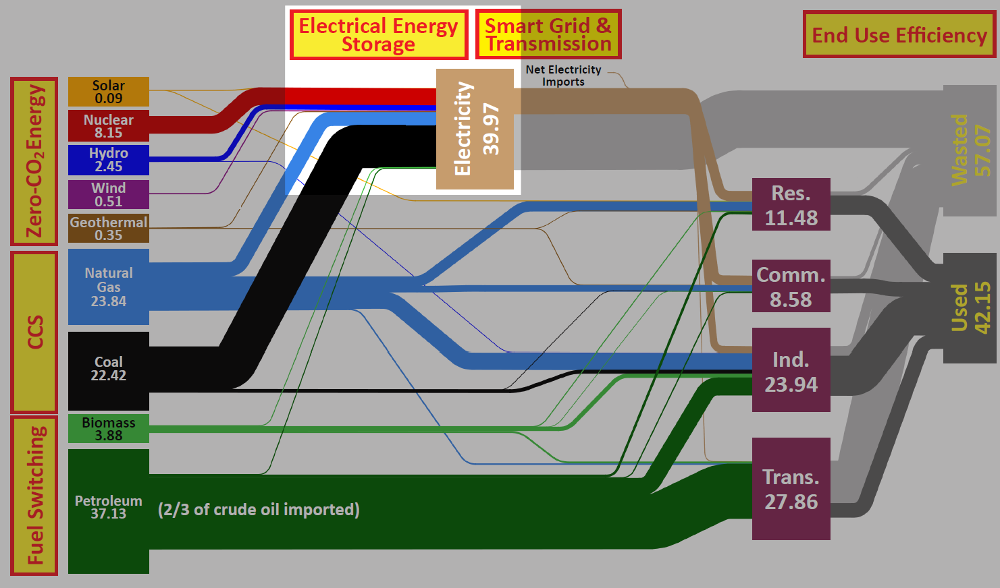 Electrical Energy
Storage
Smart Grid &
Transmission
End Use Efficiency
Net Electricity
Imports
Zero-CO2 Energy
Solar
0.09
Nuclear
8.15
Hydro
2.45
Wind
0.51
Geothermal
0.35
CCS
Natural
Gas
23.84
Coal
22.42
Fuel Switching
Biomass
3.88
Petroleum
37.13
(2/3 of crude oil imported)
Electricity
39.97
Res.
11.48
Comm.
8.58
Ind.
23.94
Trans.
27.86
Wasted
57.07
Used
42.15